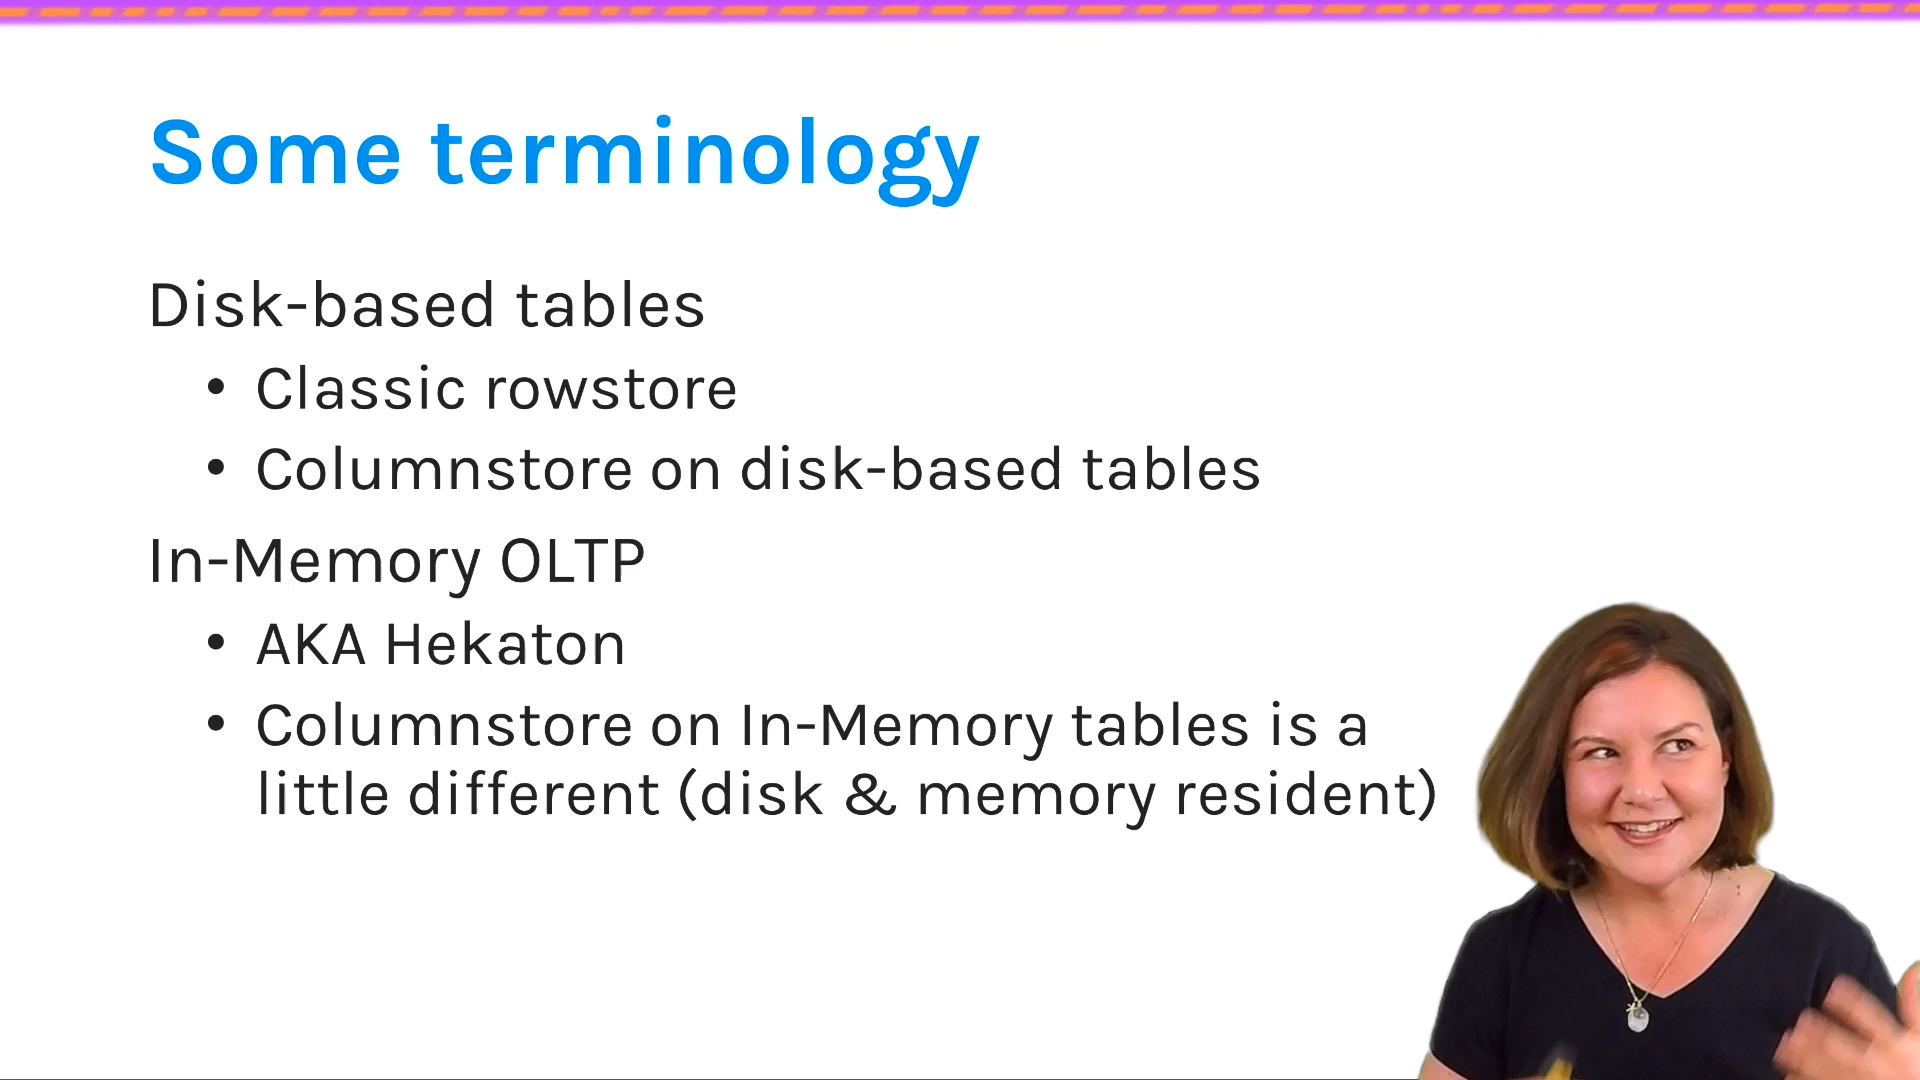 Some terminology
Disk-based tables
• Classic rowstore
• Columnstore on disk-based tables
In-Memory OLTP
• AKA Hekaton
• Columnstore on In-Memory tables is a
little different (disk & memory resident)